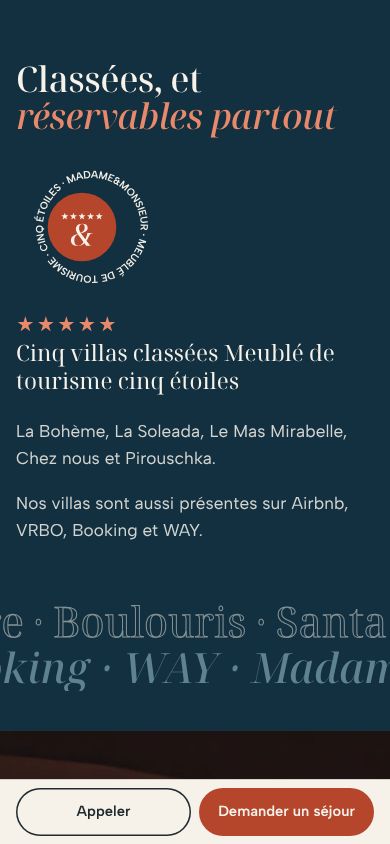 Classées, et
réservables partout
MADAME&MONSIEUR · MEUBLÉ DE TOURISME · CINQ ÉTOILES ·
★★★★★
&
★★★★★
Cinq villas classées Meublé de
tourisme cinq étoiles
La Bohème, La Soleada, Le Mas Mirabelle,
Chez nous et Pirouschka.
Nos villas sont aussi présentes sur Airbnb,
VRBO, Booking et WAY.
· Boulouris · Santa
· WAY ·
Appeler
Demander un séjour